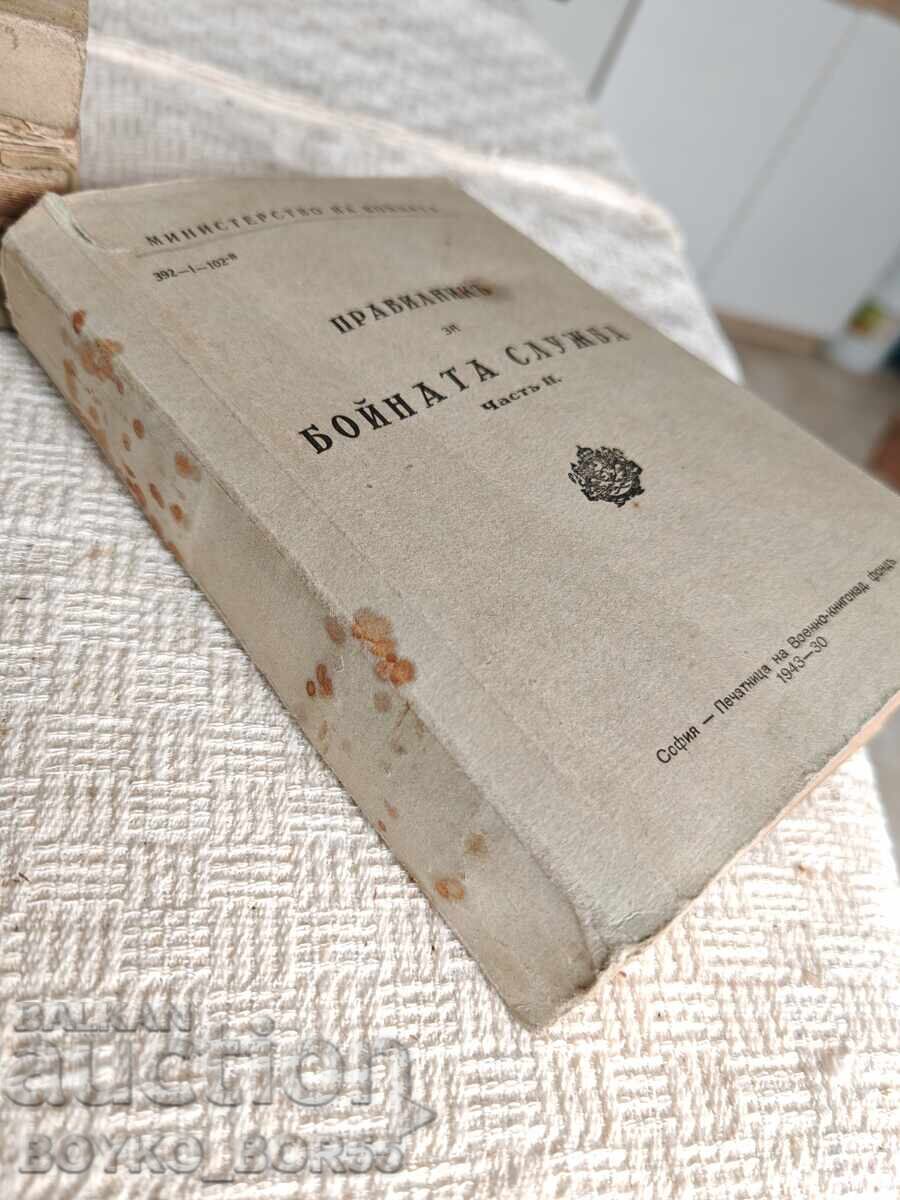 МИНИСТЕРСТВО НА ВОЙНАТА
392—I—102-я
ПРАВИЛНИКЪ
ЗА
БОЙНАТА СЛУЖБА
Часть II.
София — Печатница на Военно-книгоизд. фондъ
1943—30
BALKAN
auction
BOYKO_BOR55